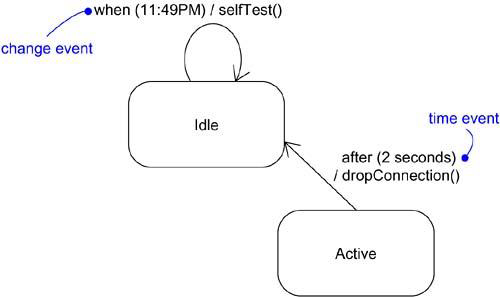 when (11:49PM) / selfTest()
change event
Idle
time event
after (2 seconds)
/ dropConnection()
Active